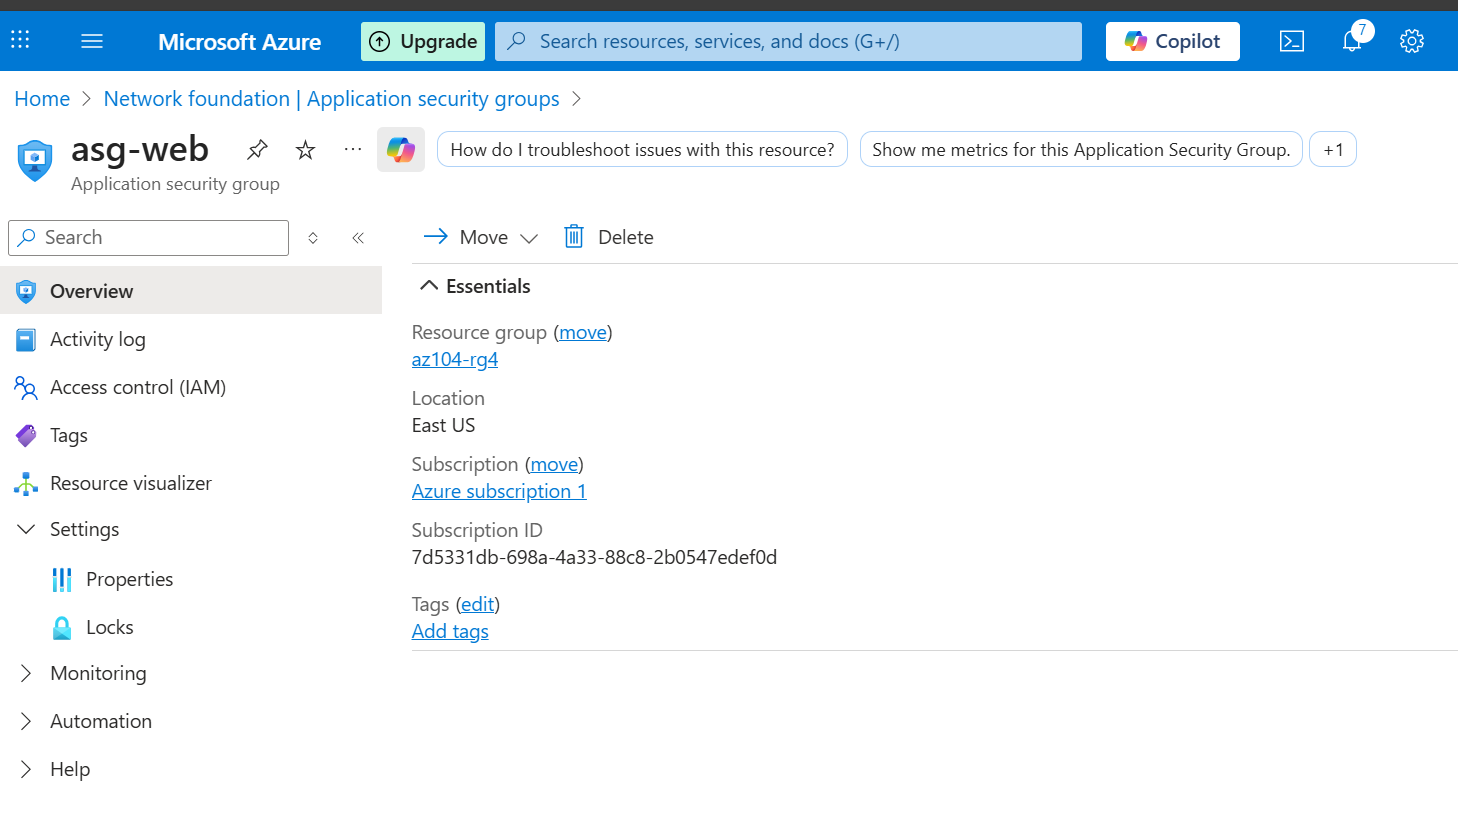 Microsoft Azure
Upgrade
Search resources, services, and docs (G+/)
Copilot
7
Home > Network foundation | Application security groups >
asg-web
Application security group
How do I troubleshoot issues with this resource?
Show me metrics for this Application Security Group.
+1
Search
Overview
Activity log
Access control (IAM)
Tags
Resource visualizer
Settings
Properties
Locks
Monitoring
Automation
Help
Move
Delete
Essentials
Resource group (move)
az104-rg4
Location
East US
Subscription (move)
Azure subscription 1
Subscription ID
7d5331db-698a-4a33-88c8-2b0547edef0d
Tags (edit)
Add tags